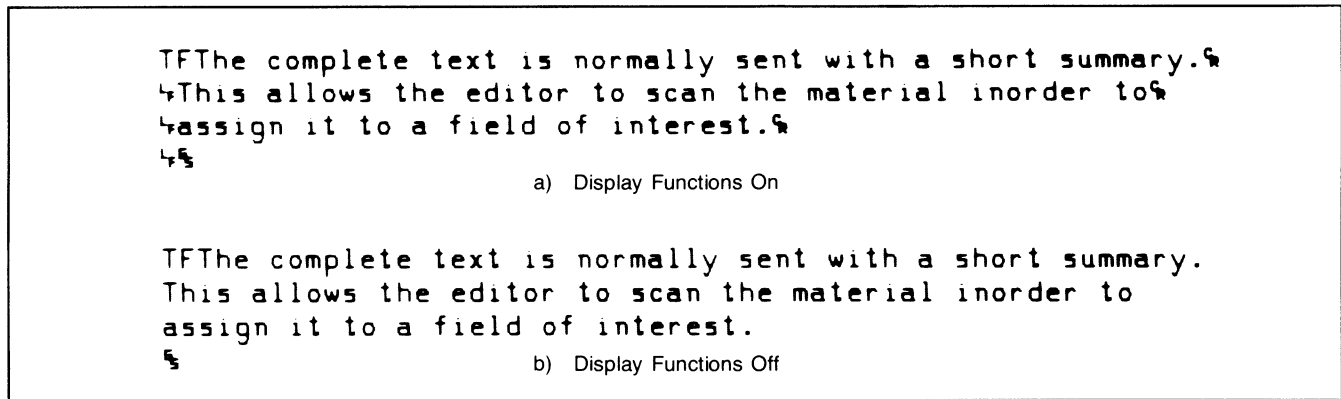 TFThe complete text is normally sent with a short summary.␍
␊This allows the editor to scan the material inorder to␍
␊assign it to a field of interest.␍
␊
a) Display Functions On
TFThe complete text is normally sent with a short summary.
This allows the editor to scan the material inorder to
assign it to a field of interest.
b) Display Functions Off